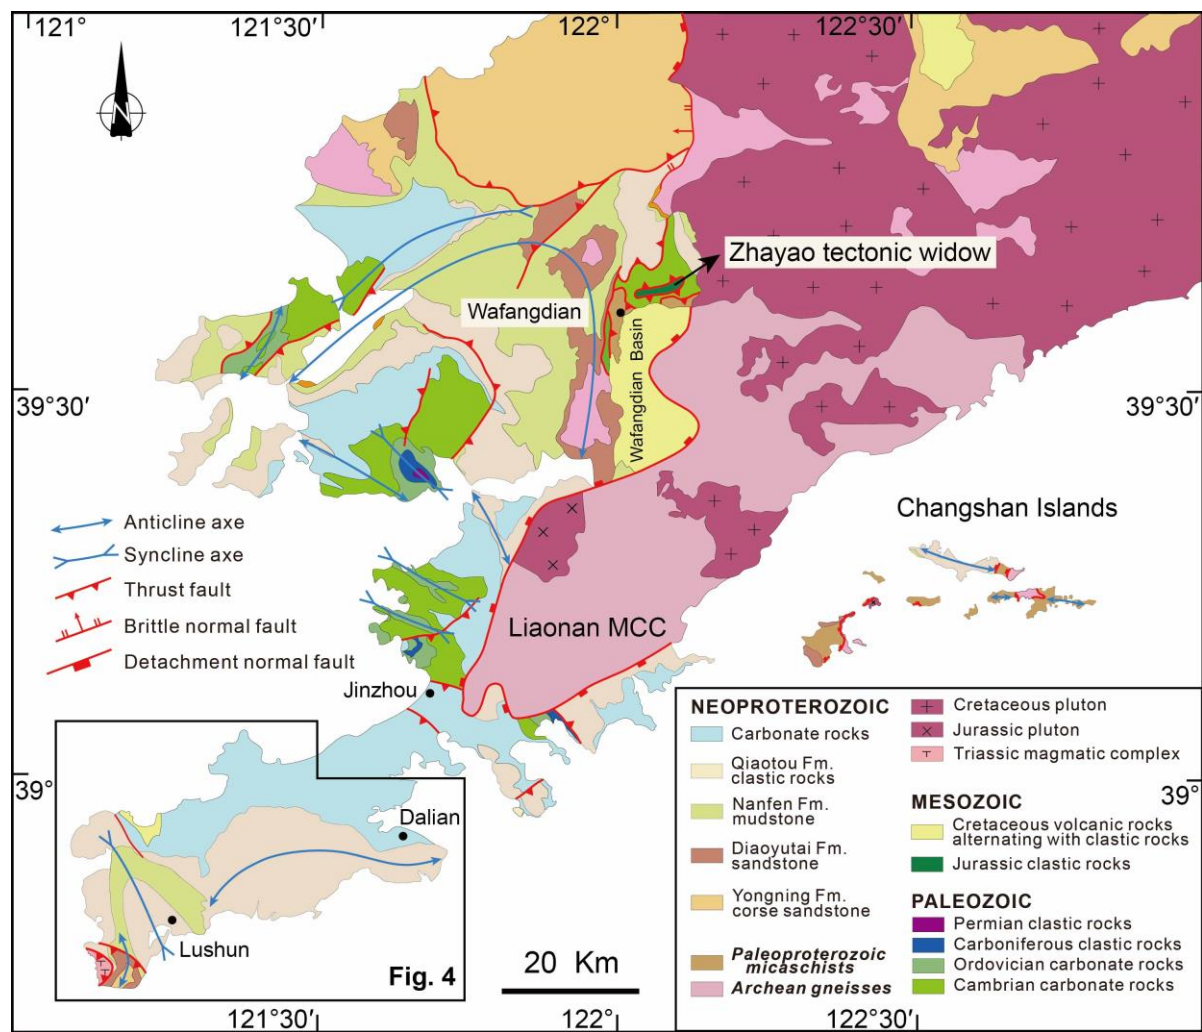 121°
121°30′
122°
122°30′
N
Zhayao tectonic widow
Wafangdian
Wafangdian Basin
39°30′
39°30′
Changshan Islands
Anticline axe
Syncline axe
Thrust fault
Brittle normal fault
Detachment normal fault
Liaonan MCC
Jinzhou
NEOPROTEROZOIC
Carbonate rocks
Qiaotou Fm.
clastic rocks
Nanfen Fm.
mudstone
Diaoyutai Fm.
sandstone
Yongning Fm.
corse sandstone
Paleoproterozoic
micaschists
Archean gneisses
Cretaceous pluton
Jurassic pluton
Triassic magmatic complex
MESOZOIC
Cretaceous volcanic rocks
alternating with clastic rocks
Jurassic clastic rocks
PALEOZOIC
Permian clastic rocks
Carboniferous clastic rocks
Ordovician carbonate rocks
Cambrian carbonate rocks
39°
39°
Dalian
Lushun
Fig. 4
20 Km
121°30′
122°
122°30′